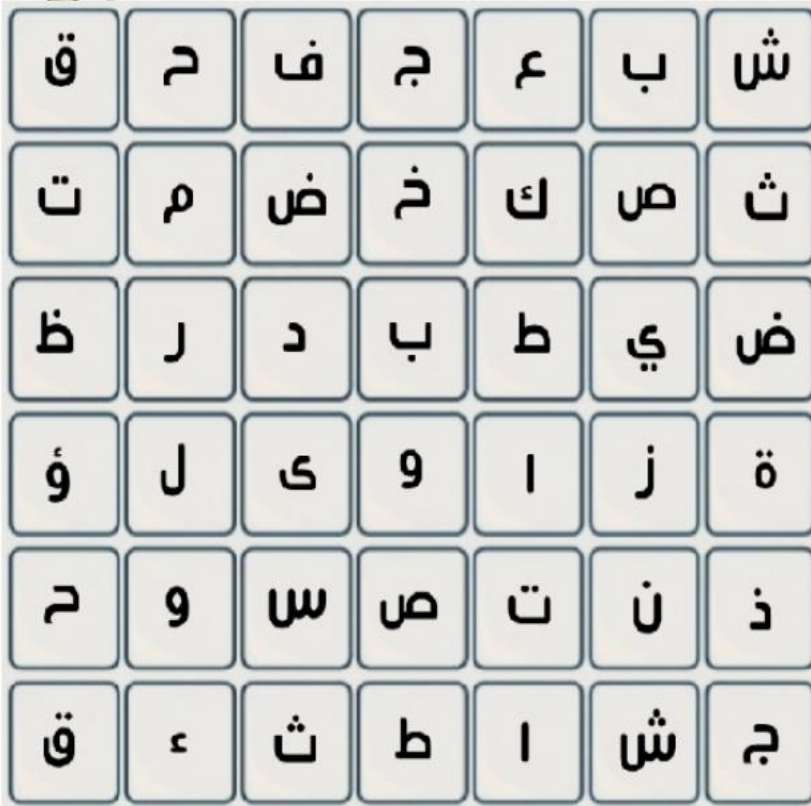 ش ب ع ج ف ح ق
ث ص ك خ ض م ت
ض ي ط ب د ر ظ
ة ز ا و ى ل ؤ
ذ ن ت ص س و ح
ج ش ا ط ث ء ق